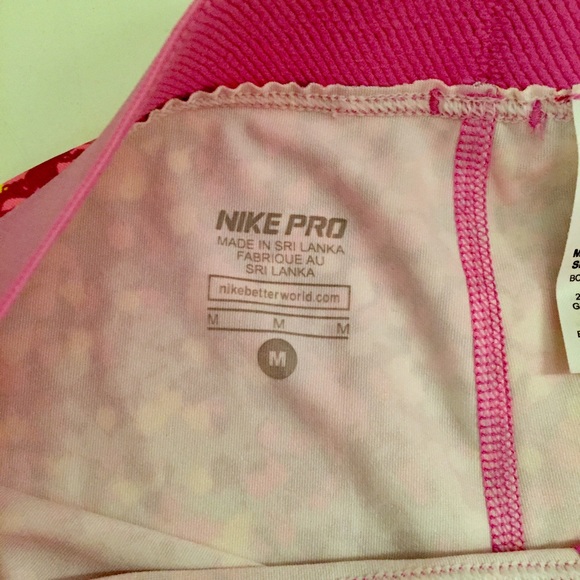 NIKE PRO
MADE IN SRI LANKA
FABRIQUE AU
SRI LANKA
nikebetterworld.com
M M M
M